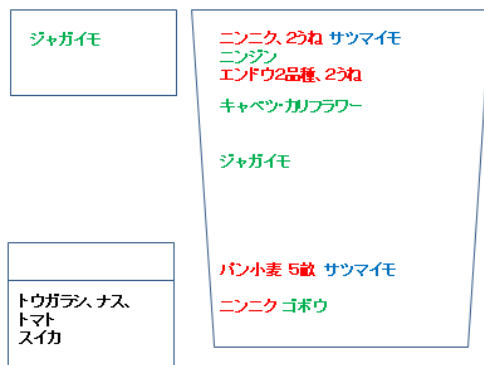 ジャガイモ
ニンニク、2うね サツマイモ
ニンジン
エンドウ2品種、2うね
キャベツ・カリフラワー
ジャガイモ
パン小麦 5畝 サツマイモ
ニンニク ゴボウ
トウガラシ、ナス、
トマト
スイカ